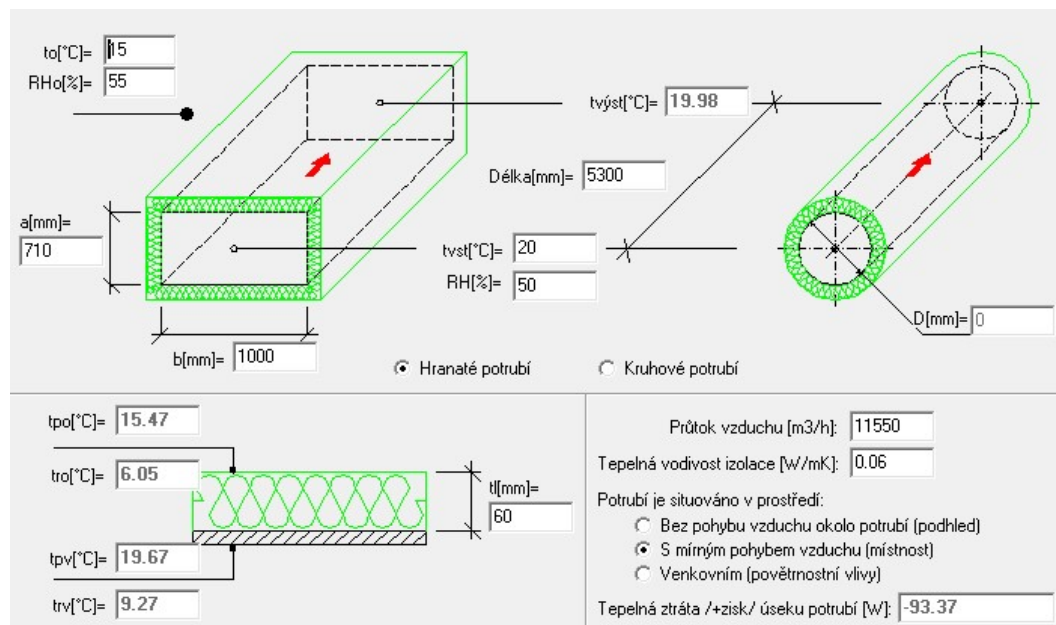 to[°C]= 15
RHo[%]= 55
tvýst[°C]= 19.98
Délka[mm]= 5300
a[mm]=
710
tvst[°C]= 20
RH[%]= 50
D[mm]= 0
b[mm]= 1000
Hranaté potrubí
Kruhové potrubí
tpo[°C]= 15.47
tro[°C]= 6.05
tl[mm]=
60
tpv[°C]= 19.67
trv[°C]= 9.27
Průtok vzduchu [m3/h]: 11550
Tepelná vodivost izolace [W/mK]: 0.06
Potrubí je situováno v prostředí:
Bez pohybu vzduchu okolo potrubí (podhled)
S mírným pohybem vzduchu (místnost)
Venkovním (povětrnostní vlivy)
Tepelná ztráta /+zisk/ úseku potrubí [W]: -93.37